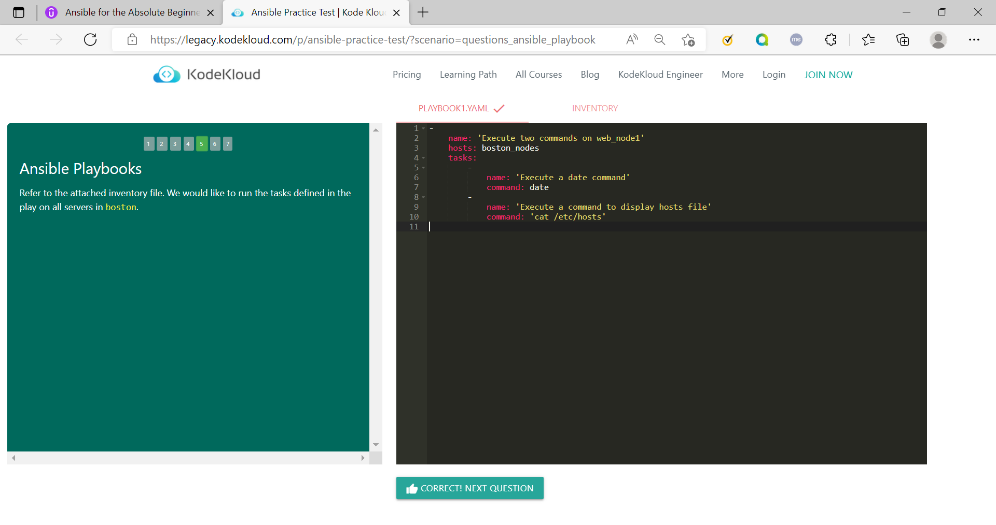 Ansible for the Absolute Beginne
Ansible Practice Test | Kode Klou
https://legacy.kodekloud.com/p/ansible-practice-test/?scenario=questions_ansible_playbook
KodeKloud
Pricing
Learning Path
All Courses
Blog
KodeKloud Engineer
More
Login
JOIN NOW
PLAYBOOK1.YAML
INVENTORY
1 2 3 4 5 6 7
Ansible Playbooks
Refer to the attached inventory file. We would like to run the tasks defined in the
play on all servers in boston.
1 -
2 name: 'Execute two commands on web_node1'
3 hosts: boston_nodes
4 tasks:
5 -
6 name: 'Execute a date command'
7 command: date
8 -
9 name: 'Execute a command to display hosts file'
10 command: 'cat /etc/hosts'
11
CORRECT! NEXT QUESTION